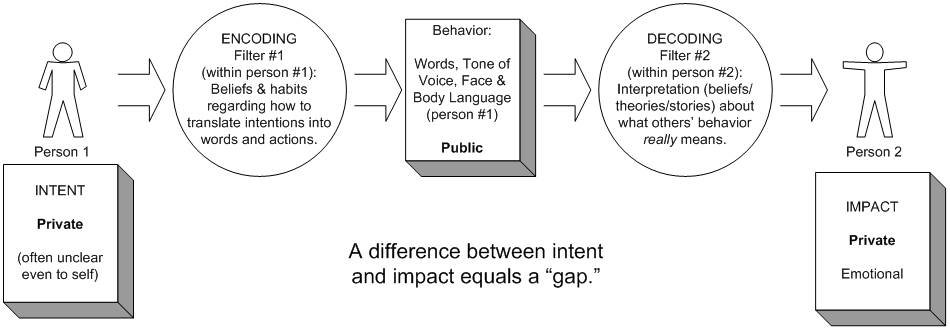 Person 1
INTENT
Private
(often unclear
even to self)
ENCODING
Filter #1
(within person #1):
Beliefs & habits
regarding how to
translate intentions into
words and actions.
Behavior:
Words, Tone of
Voice, Face &
Body Language
(person #1)
Public
DECODING
Filter #2
(within person #2):
Interpretation (beliefs/
theories/stories) about
what others' behavior
really means.
Person 2
IMPACT
Private
Emotional
A difference between intent
and impact equals a “gap.”